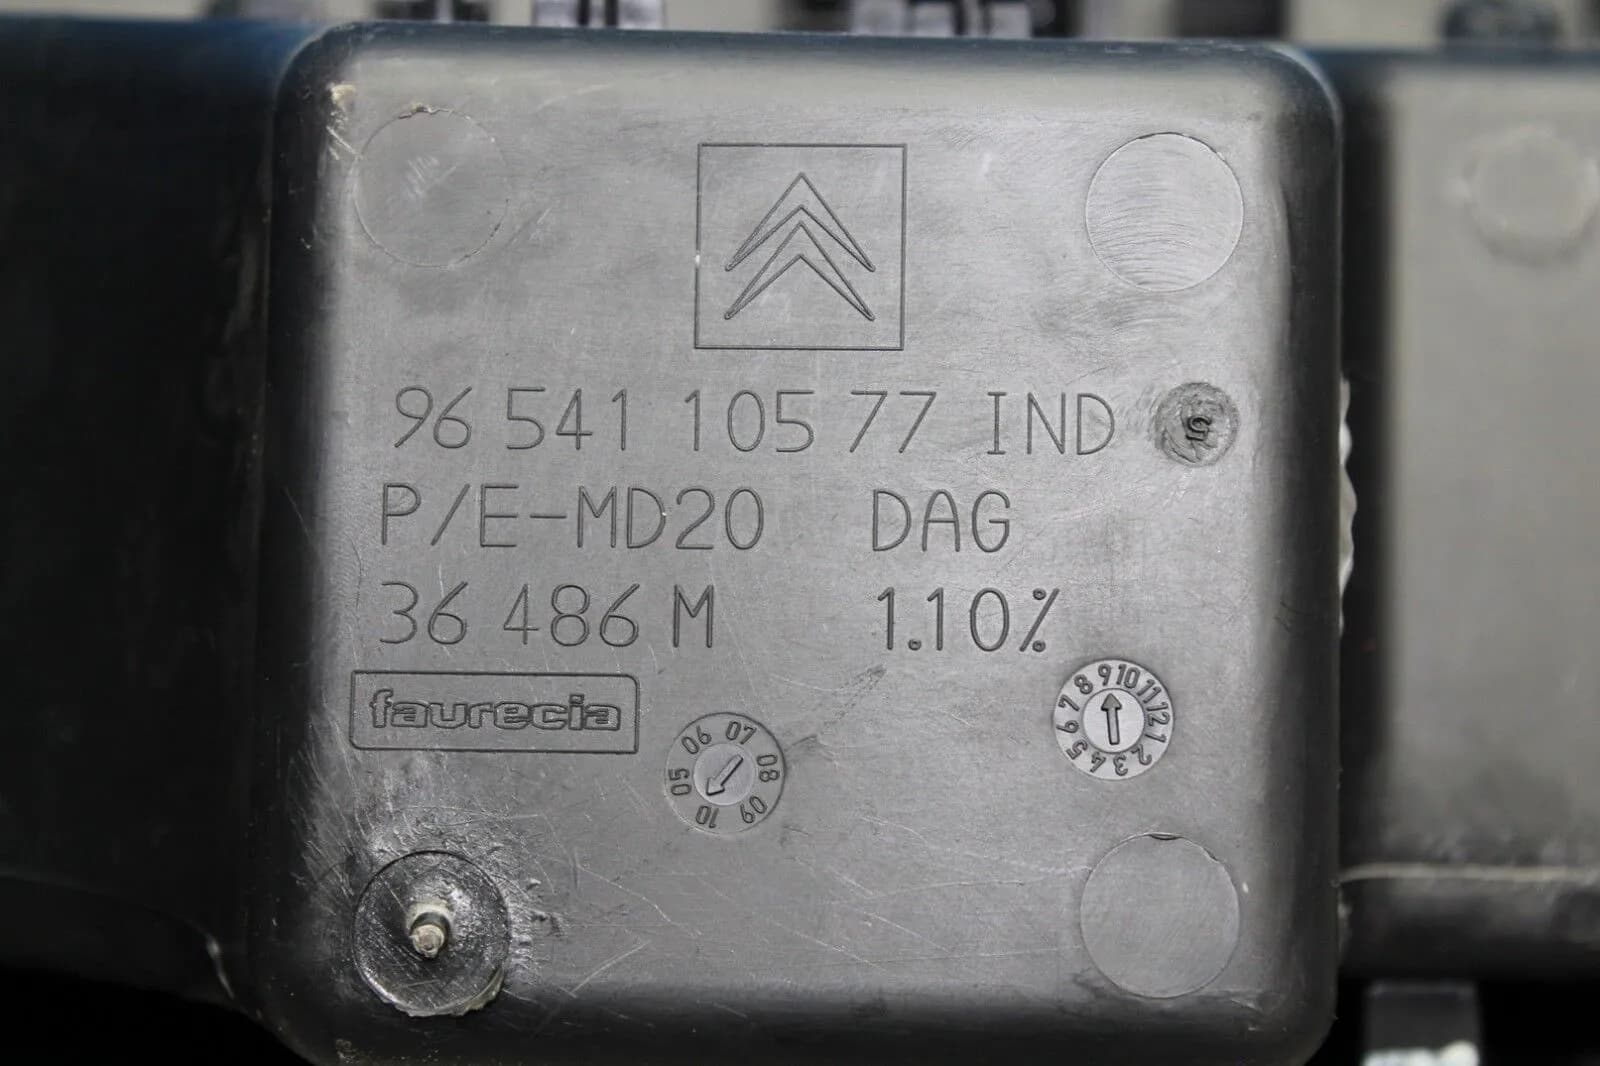 96 541 105 77 IND 5
P/E-MD20 DAG
36 486 M 1.10%
faurecia
05 06 07 08 09 10
1 2 3 4 5 6 7 8 9 10 11 12